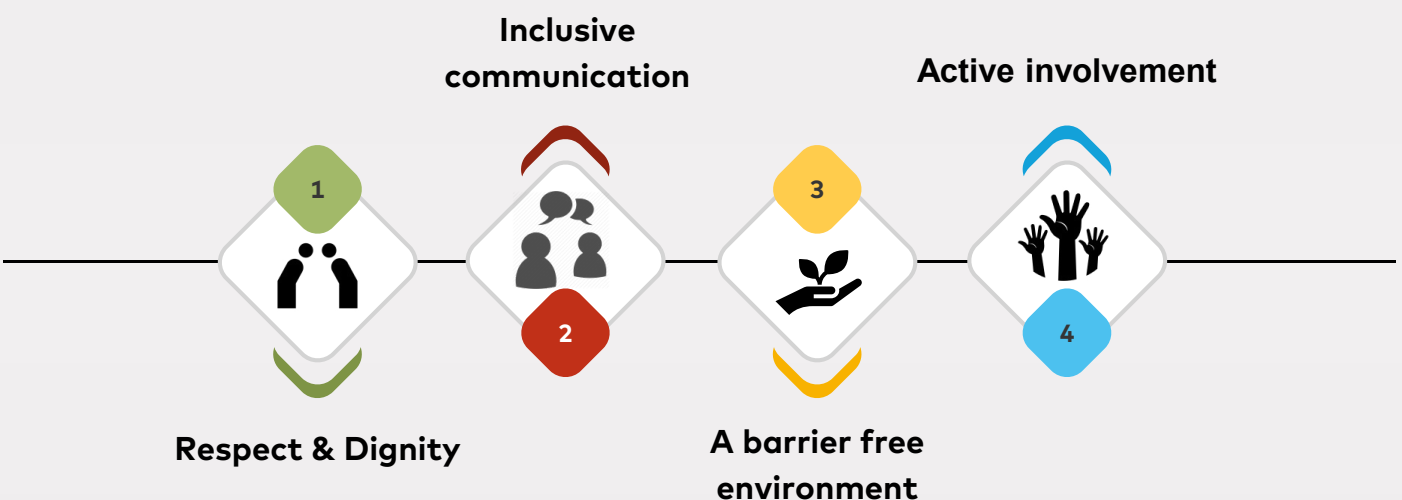 Inclusive
communication
Active involvement
1
3
2
4
Respect & Dignity
A barrier free
environment